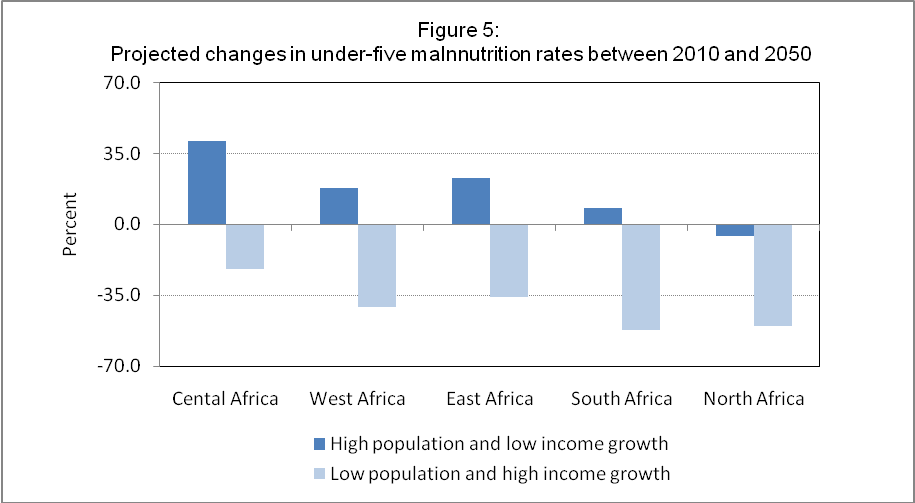 Figure 5:
Projected changes in under-five malnnutrition rates between 2010 and 2050
70.0
35.0
0.0
-35.0
-70.0
Percent
Cental Africa
West Africa
East Africa
South Africa
North Africa
High population and low income growth
Low population and high income growth